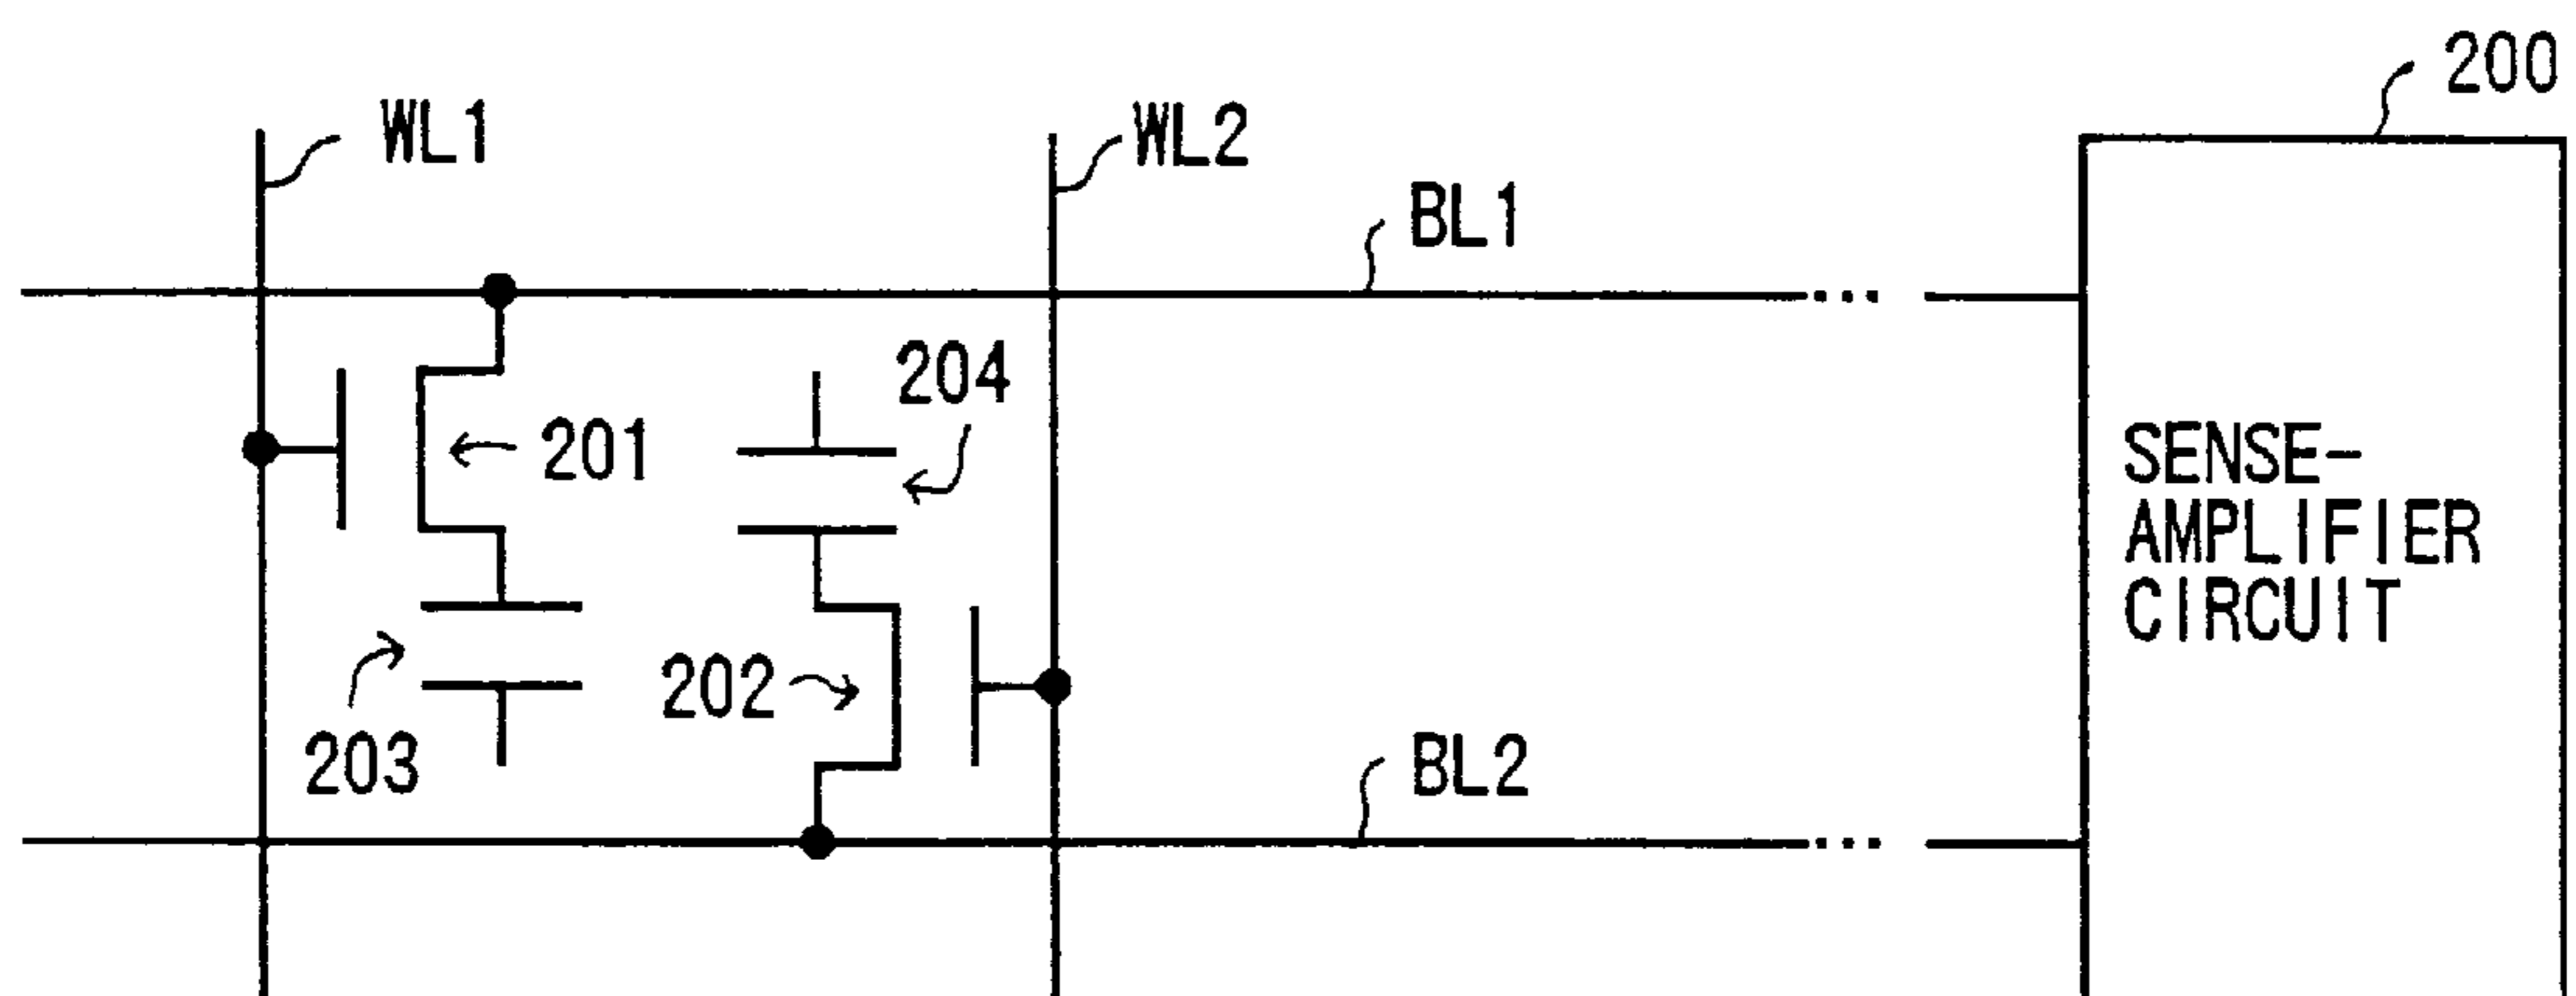 200
WL1
WL2
BL1
204
201
SENSE-
AMPLIFIER
CIRCUIT
202
203
BL2